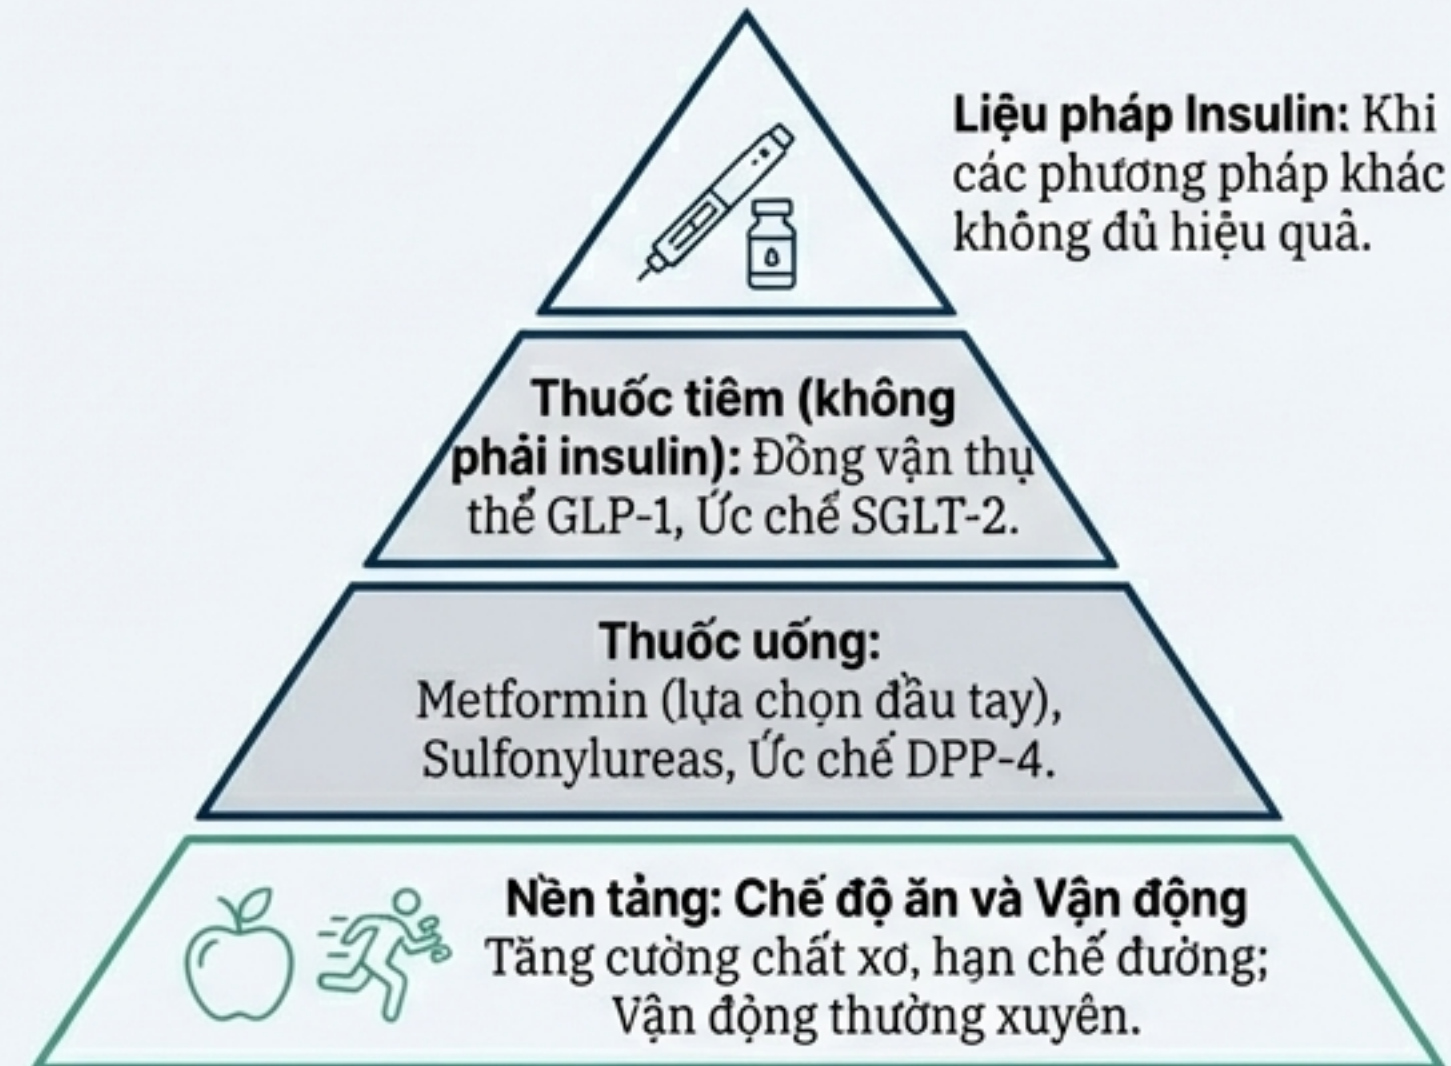 Liệu pháp Insulin: Khi
các phương pháp khác
không đủ hiệu quả.
Thuốc tiêm (không
phải insulin): Đồng vận thụ
thể GLP-1, Ức chế SGLT-2.
Thuốc uống:
Metformin (lựa chọn đầu tay),
Sulfonylureas, Ức chế DPP-4.
Nền tảng: Chế độ ăn và Vận động
Tăng cường chất xơ, hạn chế đường;
Vận động thường xuyên.